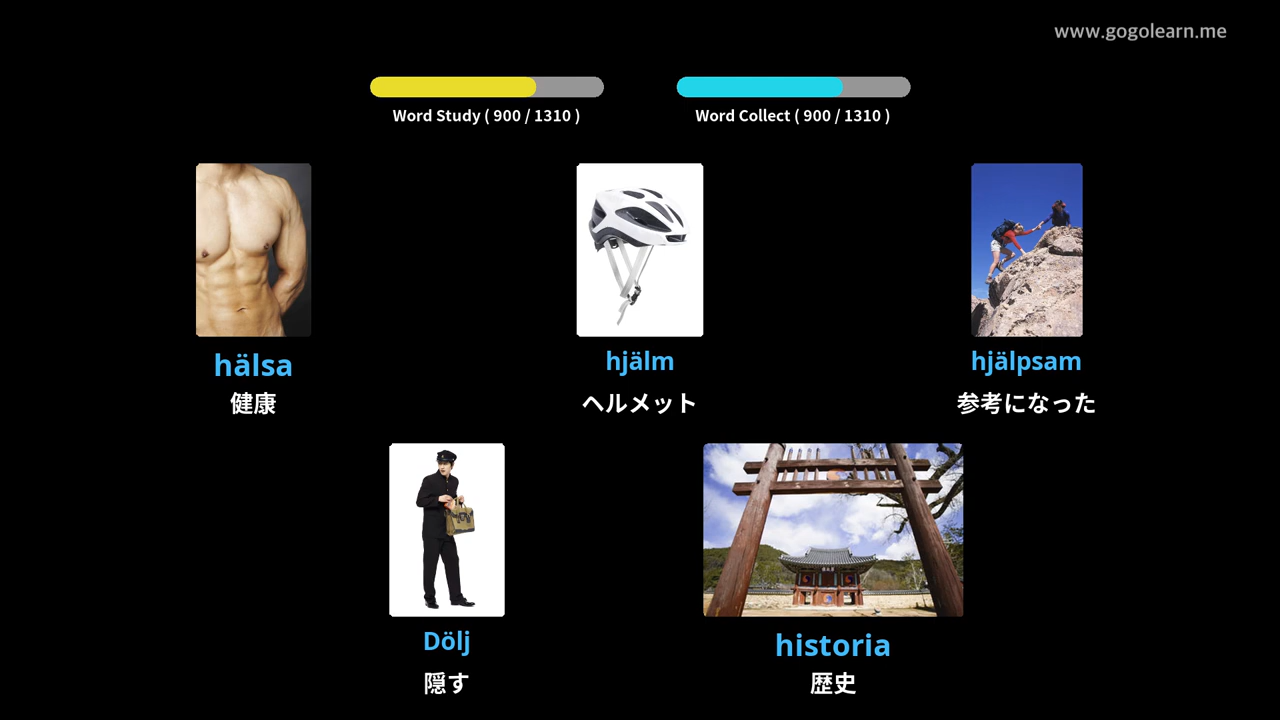 www.gogolearn.me
Word Study ( 900 / 1310 )
Word Collect ( 900 / 1310 )
hälsa
健康
hjälm
ヘルメット
hjälpsam
参考になった
Dölj
隠す
historia
歴史